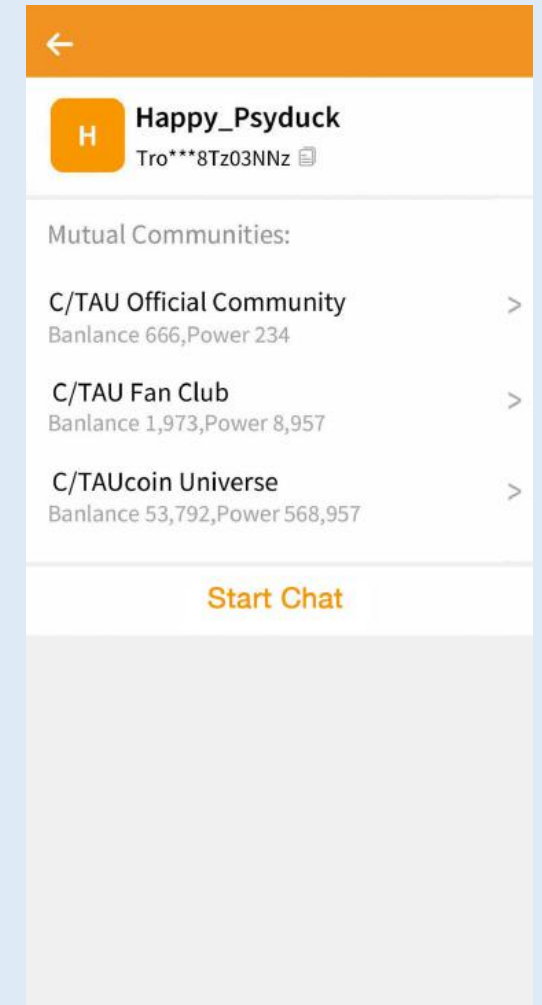 H
Happy_Psyduck
Tro***8Tz03NNz
Mutual Communities:
C/TAU Official Community
Banlance 666,Power 234
C/TAU Fan Club
Banlance 1,973,Power 8,957
C/TAUcoin Universe
Banlance 53,792,Power 568,957
Start Chat